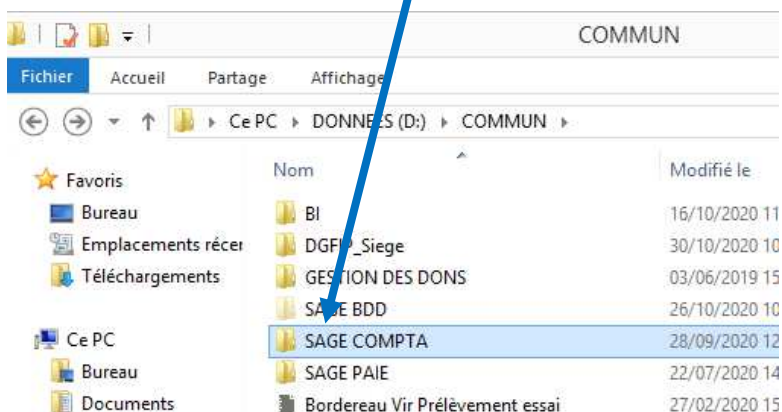 COMMUN
Fichier Accueil Partage Affichage
Ce PC DONNEES (D:) COMMUN
Nom Modifié le
Favoris
Bureau
Emplacements récer
Téléchargements
Ce PC
Bureau
Documents
BI 16/10/2020 11
DGFIP_Siege 30/10/2020 10
GESTION DES DONS 03/06/2019 15
SAGE BDD 26/10/2020 10
SAGE COMPTA 28/09/2020 12
SAGE PAIE 22/07/2020 14
Bordereau Vir Prélèvement essai 27/02/2020 15